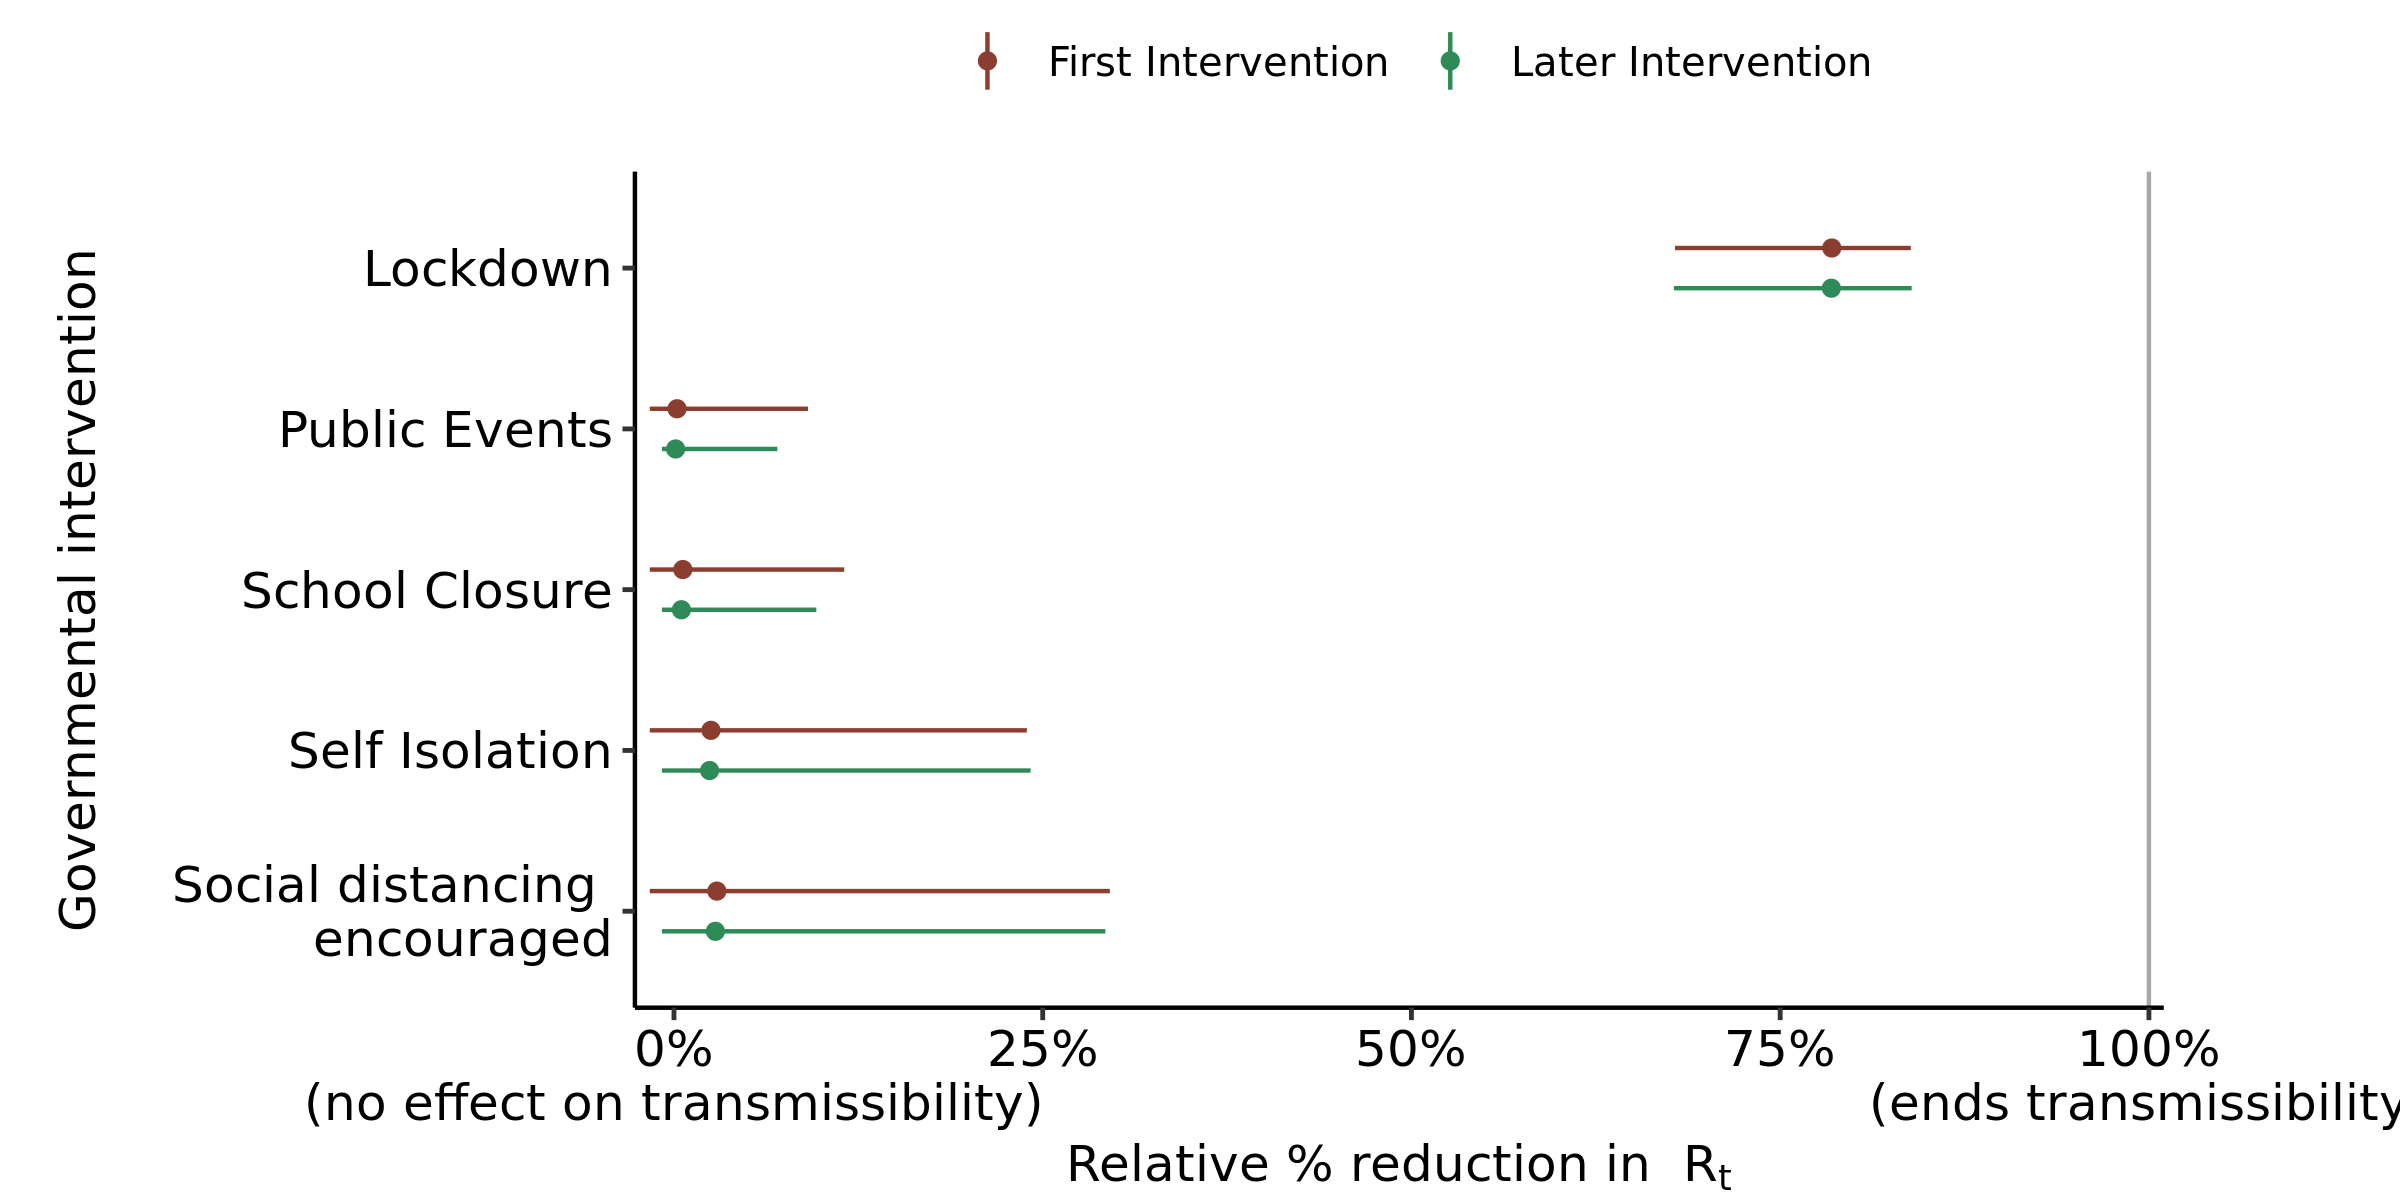 First Intervention
Later Intervention
Governmental intervention
Lockdown
Public Events
School Closure
Self Isolation
Social distancing
encouraged
0%
25%
50%
75%
100%
(no effect on transmissibility)
(ends transmissibility
Relative % reduction in Rt